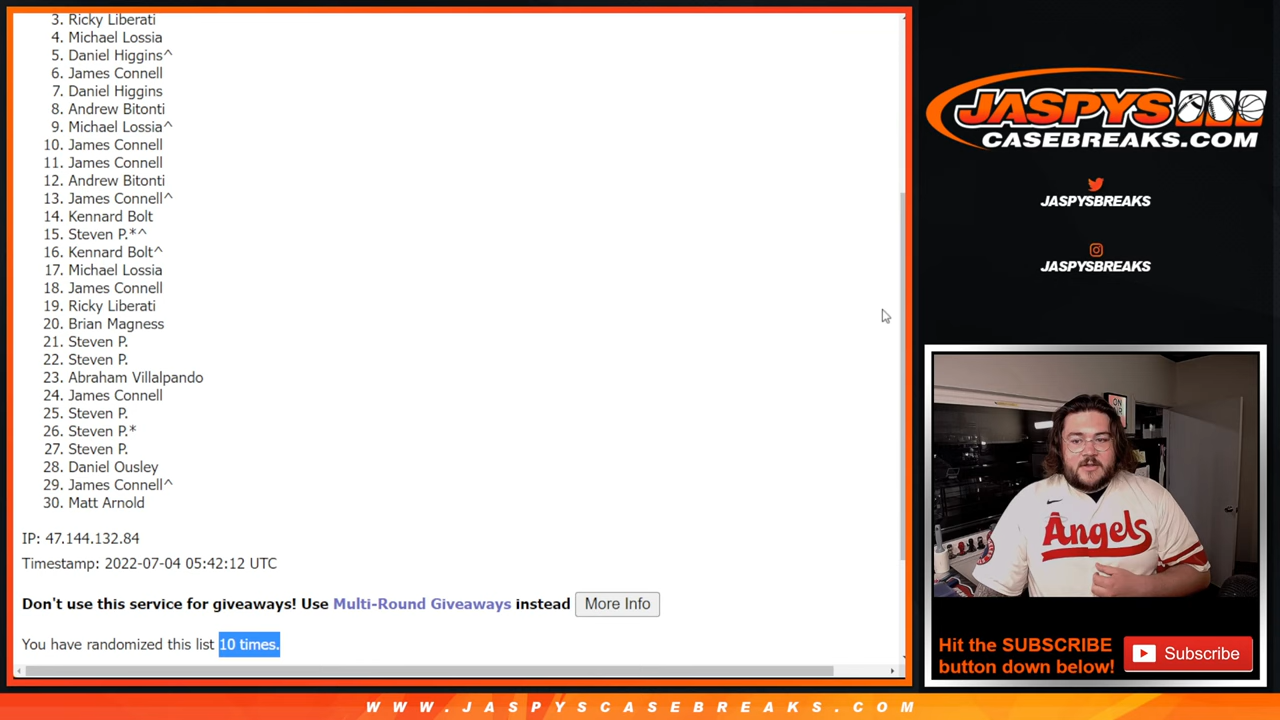 3. Ricky Liberati
4. Michael Lossia
5. Daniel Higgins^
6. James Connell
7. Daniel Higgins
8. Andrew Bitonti
9. Michael Lossia^
10. James Connell
11. James Connell
12. Andrew Bitonti
13. James Connell^
14. Kennard Bolt
15. Steven P.*^
16. Kennard Bolt^
17. Michael Lossia
18. James Connell
19. Ricky Liberati
20. Brian Magness
21. Steven P.
22. Steven P.
23. Abraham Villalpando
24. James Connell
25. Steven P.
26. Steven P.*
27. Steven P.
28. Daniel Ousley
29. James Connell^
30. Matt Arnold
IP: 47.144.132.84
Timestamp: 2022-07-04 05:42:12 UTC
Don't use this service for giveaways! Use Multi-Round Giveaways instead More Info
You have randomized this list 10 times.
JASPYS
CASEBREAKS.COM
JASPYSBREAKS
JASPYSBREAKS
ON
AIR
Angels
Hit the SUBSCRIBE
button down below!
Subscribe
WWW.JASPYSCASEBREAKS.COM